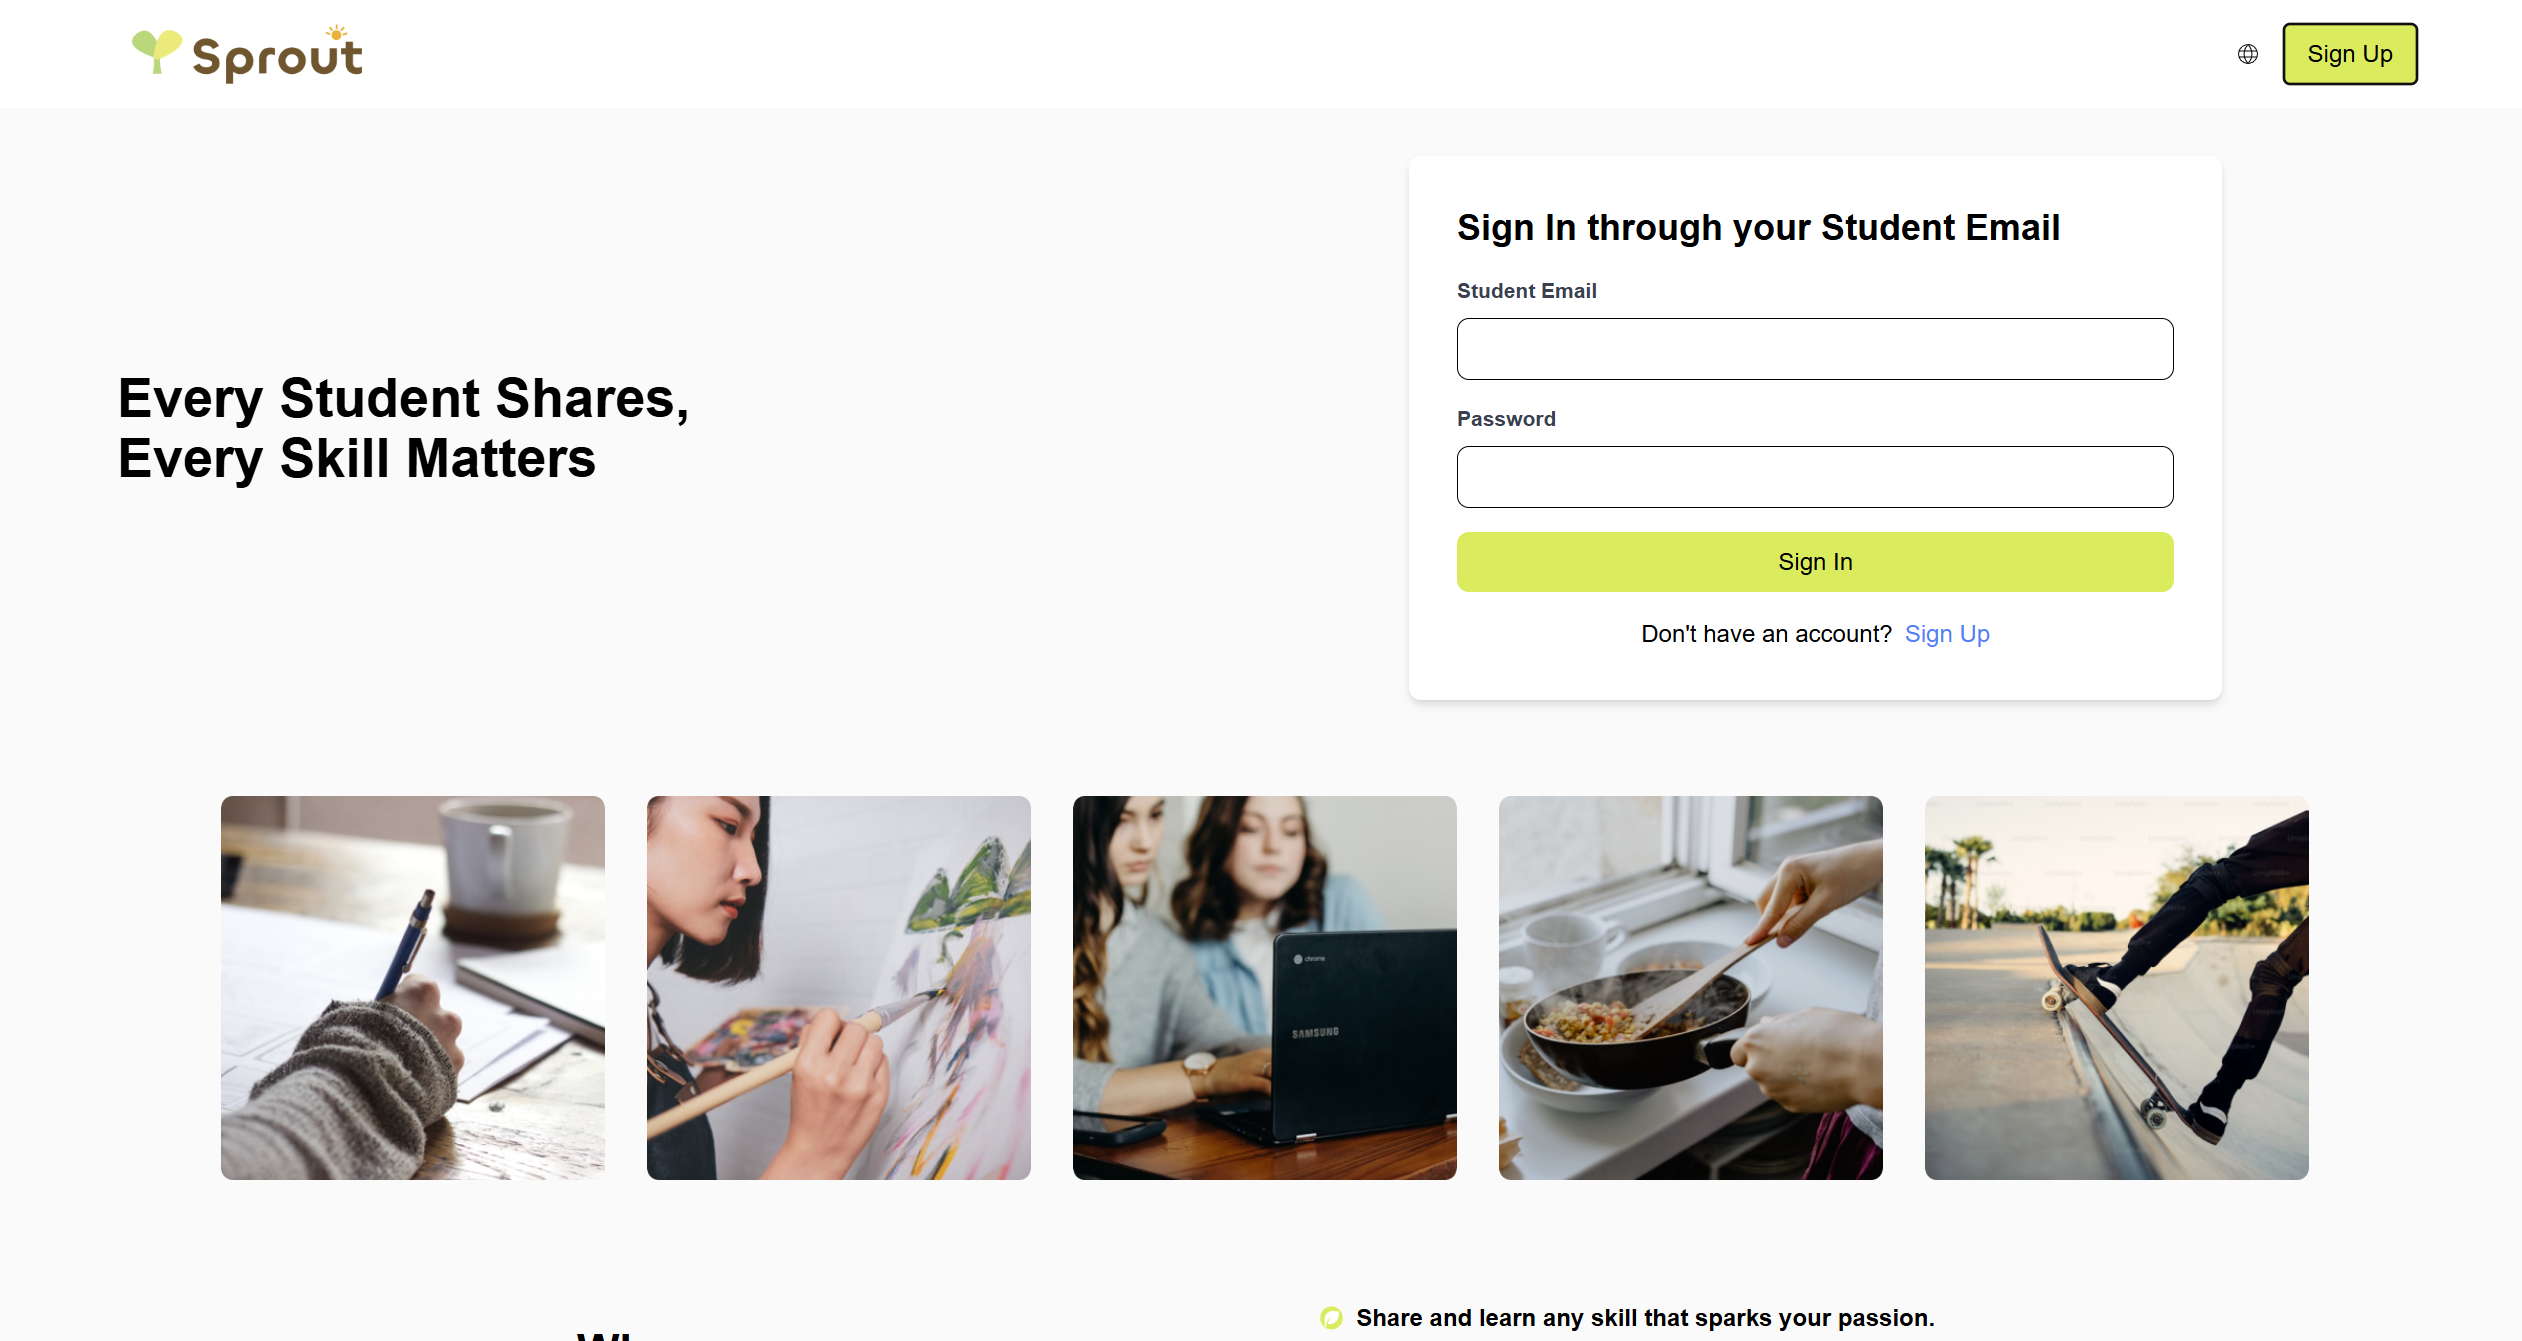 Sprout
Sign Up
Sign In through your Student Email
Student Email
Every Student Shares,
Every Skill Matters
Password
Sign In
Don't have an account? Sign Up
chrome
SAMSUNG
Share and learn any skill that sparks your passion.